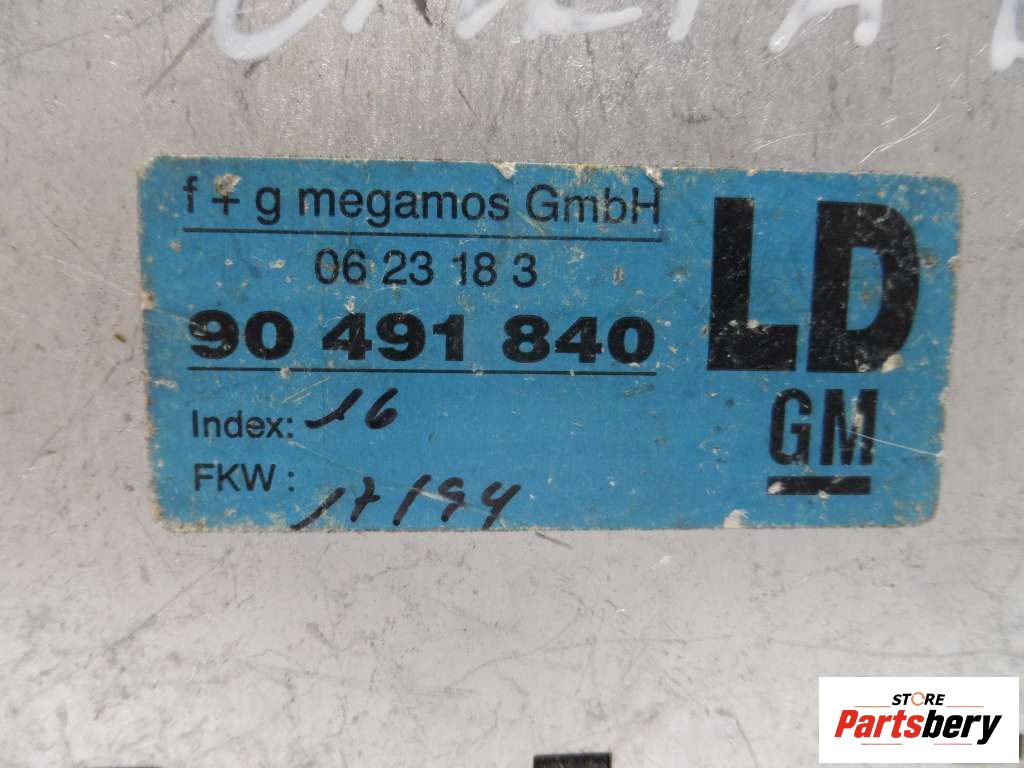 f + g megamos GmbH
06 23 18 3
90 491 840
Index: 16
FKW : 17/94
LD
GM
STORE
Partsbery